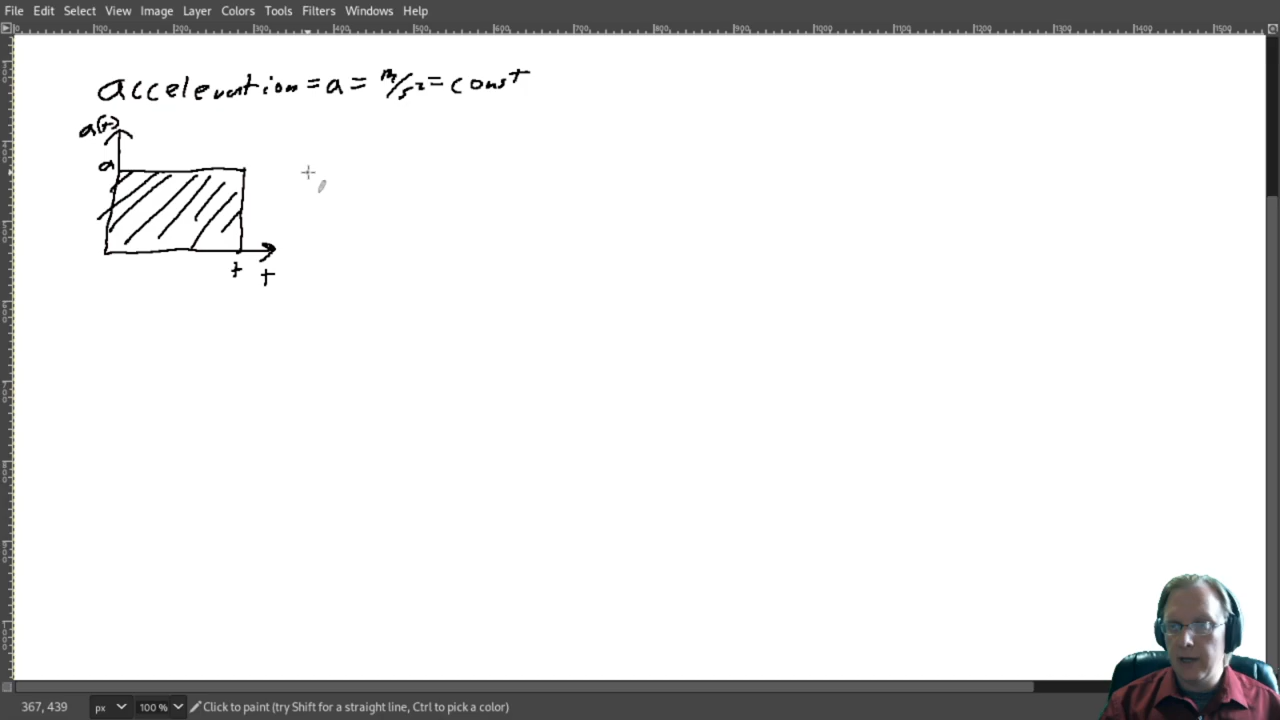 File Edit Select View Image Layer Colors Tools Filters Windows Help
acceleration = a = m/s² = const
a(t)
a
t
t
367, 439 px 100 % Click to paint (try Shift for a straight line, Ctrl to pick a color)